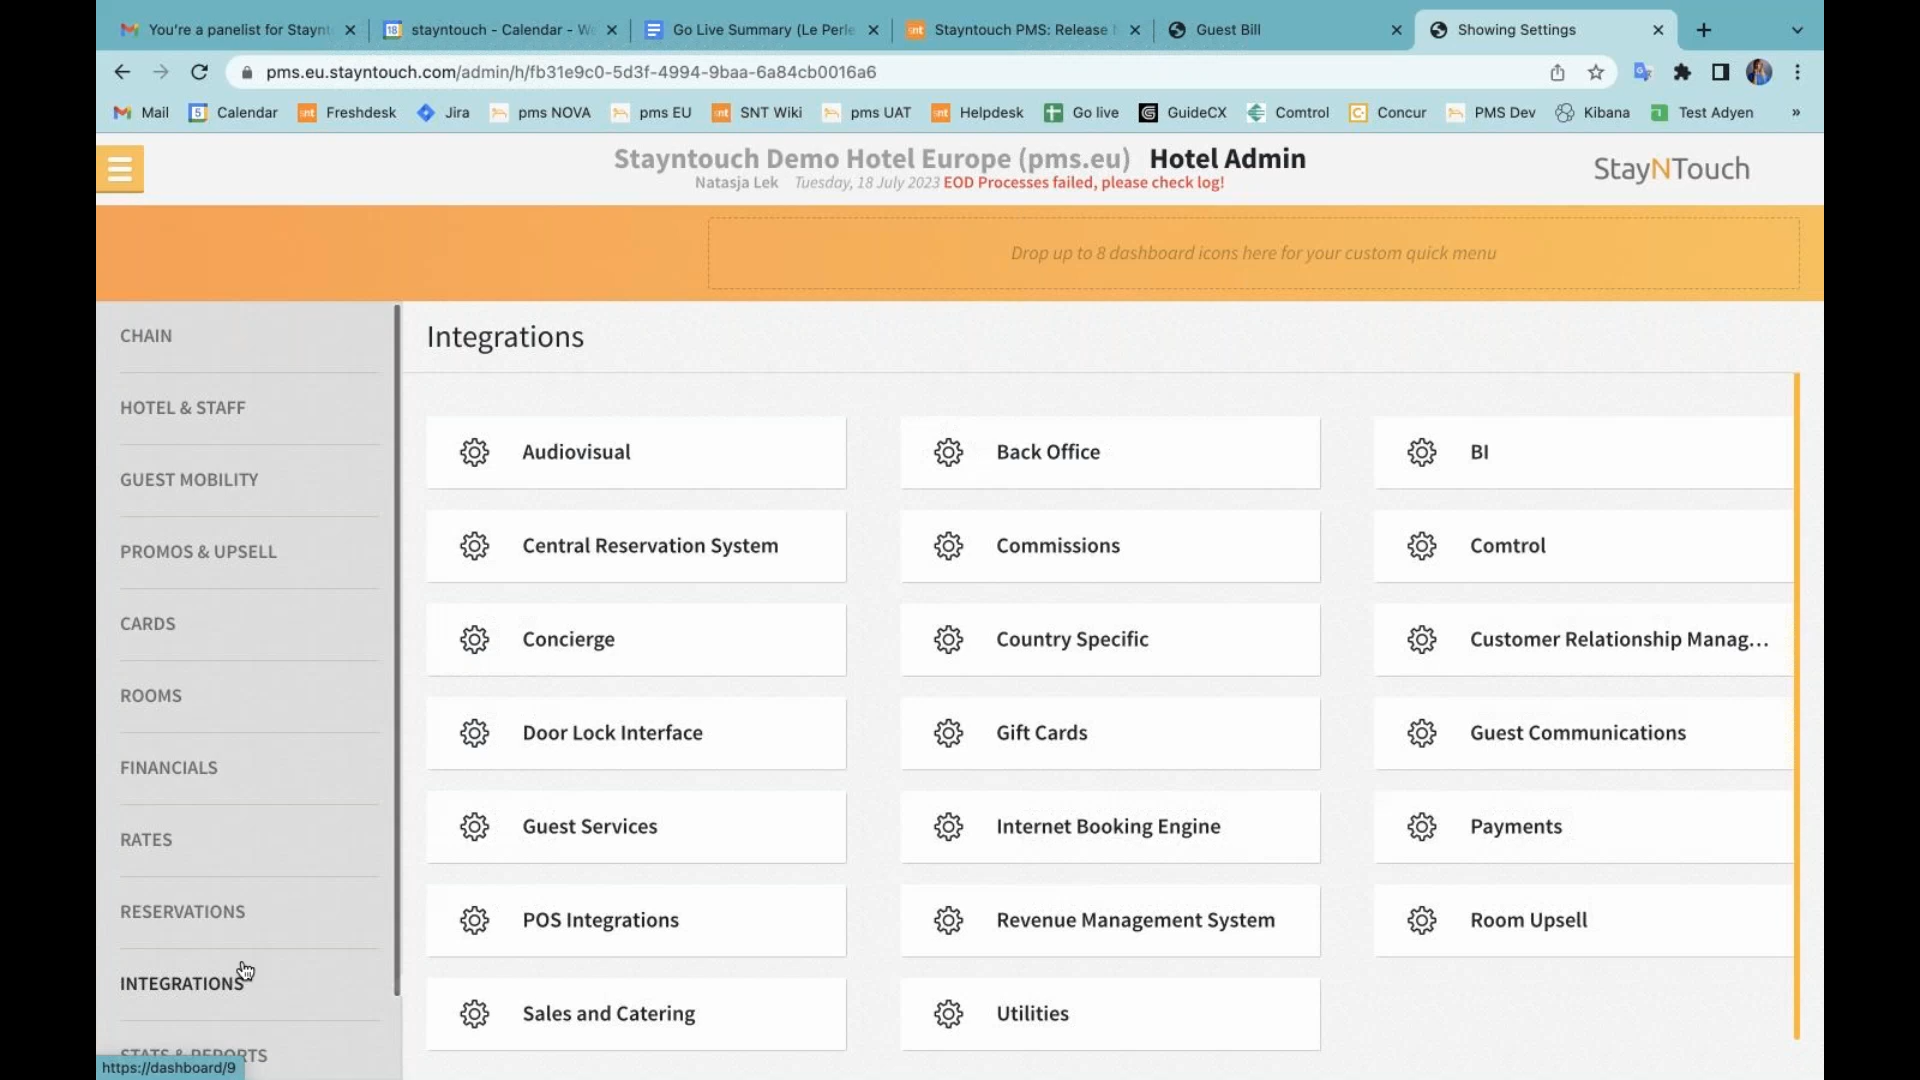 You're a panelist for Staynt
stayntouch - Calendar - We
Go Live Summary (Le Perle
Stayntouch PMS: Release N
Guest Bill
Showing Settings
pms.eu.stayntouch.com/admin/h/fb31e9c0-5d3f-4994-9baa-6a84cb0016a6
Mail
Calendar
Freshdesk
Jira
pms NOVA
pms EU
SNT Wiki
pms UAT
Helpdesk
Go live
GuideCX
Comtrol
Concur
PMS Dev
Kibana
Test Adyen
»
Stayntouch Demo Hotel Europe (pms.eu) Hotel Admin
Natasja Lek Tuesday, 18 July 2023 EOD Processes failed, please check log!
StayNTouch
Drop up to 8 dashboard icons here for your custom quick menu
CHAIN
HOTEL & STAFF
GUEST MOBILITY
PROMOS & UPSELL
CARDS
ROOMS
FINANCIALS
RATES
RESERVATIONS
INTEGRATIONS
STATS & REPORTS
https://dashboard/9
Integrations
Audiovisual
Back Office
BI
Central Reservation System
Commissions
Comtrol
Concierge
Country Specific
Customer Relationship Manag...
Door Lock Interface
Gift Cards
Guest Communications
Guest Services
Internet Booking Engine
Payments
POS Integrations
Revenue Management System
Room Upsell
Sales and Catering
Utilities